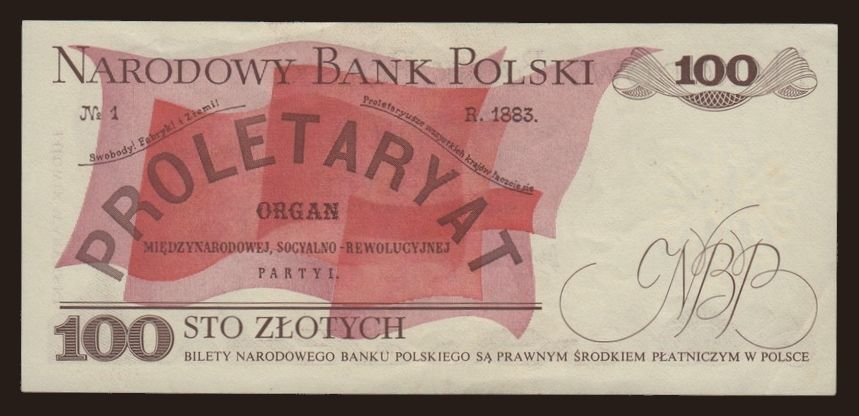 NARODOWY BANK POLSKI
100
№ 1
R. 1883.
Swobody! Fabryk! i Ziemi!
Proletaryusze wszystkich krajów łączcie się
PROLETARYAT
ORGAN
MIĘDZYNARODOWEJ, SOCYALNO-REWOLUCYJNEJ
PARTYI.
NBP
100 STO ZŁOTYCH
BILETY NARODOWEGO BANKU POLSKIEGO SĄ PRAWNYM ŚRODKIEM PŁATNICZYM W POLSCE